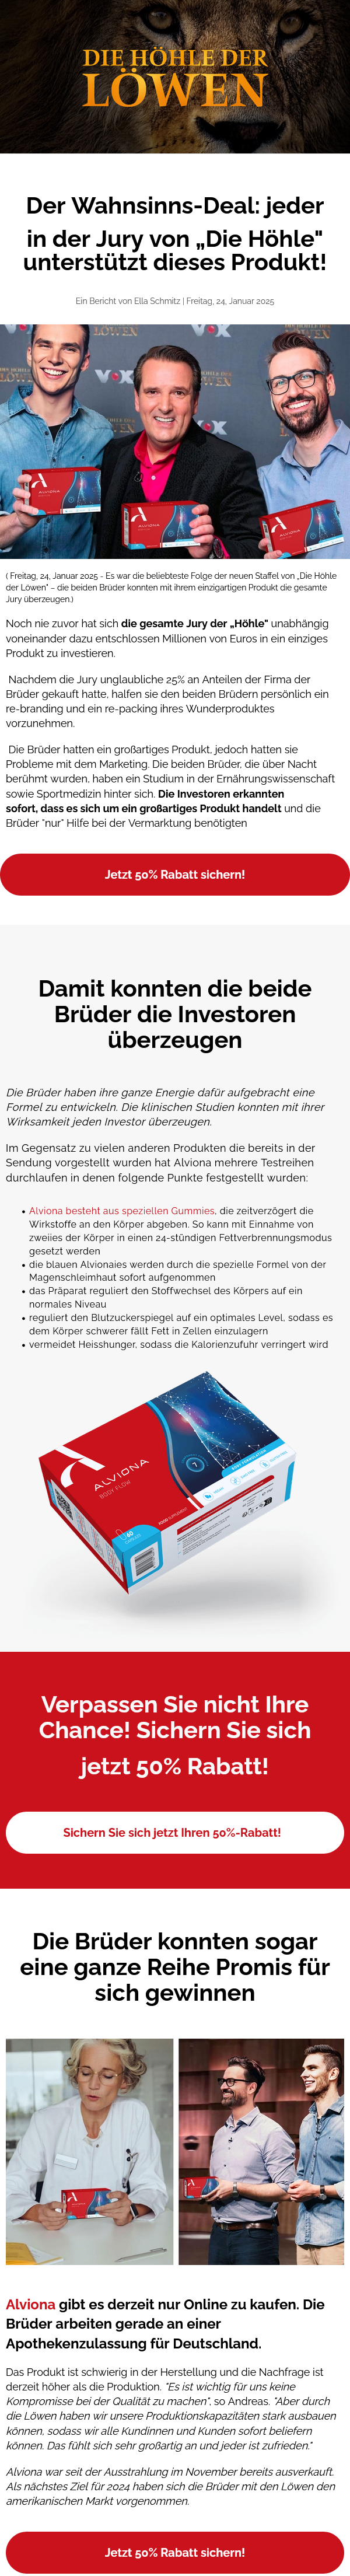 DIE HÖHLE DER
LÖWEN
Der Wahnsinns-Deal: jeder
in der Jury von „Die Höhle"
unterstützt dieses Produkt!
Ein Bericht von Ella Schmitz | Freitag, 24, Januar 2025
VOX
ALVIONA
ALVIONA
ALVIONA
( Freitag, 24, Januar 2025 - Es war die beliebteste Folge der neuen Staffel von „Die Höhle
der Löwen" – die beiden Brüder konnten mit ihrem einzigartigen Produkt die gesamte
Jury überzeugen.)
Noch nie zuvor hat sich die gesamte Jury der „Höhle" unabhängig
voneinander dazu entschlossen Millionen von Euros in ein einziges
Produkt zu investieren.
Nachdem die Jury unglaubliche 25% an Anteilen der Firma der
Brüder gekauft hatte, halfen sie den beiden Brüdern persönlich ein
re-branding und ein re-packing ihres Wunderproduktes
vorzunehmen.
Die Brüder hatten ein großartiges Produkt, jedoch hatten sie
Probleme mit dem Marketing. Die beiden Brüder, die über Nacht
berühmt wurden, haben ein Studium in der Ernährungswissenschaft
sowie Sportmedizin hinter sich. Die Investoren erkannten
sofort, dass es sich um ein großartiges Produkt handelt und die
Brüder "nur" Hilfe bei der Vermarktung benötigten
Jetzt 50% Rabatt sichern!
Damit konnten die beide
Brüder die Investoren
überzeugen
Die Brüder haben ihre ganze Energie dafür aufgebracht eine
Formel zu entwickeln. Die klinischen Studien konnten mit ihrer
Wirksamkeit jeden Investor überzeugen.
Im Gegensatz zu vielen anderen Produkten die bereits in der
Sendung vorgestellt wurden hat Alviona mehrere Testreihen
durchlaufen in denen folgende Punkte festgestellt wurden:
• Alviona besteht aus speziellen Gummies, die zeitverzögert die
Wirkstoffe an den Körper abgeben. So kann mit Einnahme von
zweiies der Körper in einen 24-stündigen Fettverbrennungsmodus
gesetzt werden
• die blauen Alvionaies werden durch die spezielle Formel von der
Magenschleimhaut sofort aufgenommen
• das Präparat reguliert den Stoffwechsel des Körpers auf ein
normales Niveau
• reguliert den Blutzuckerspiegel auf ein optimales Level, sodass es
dem Körper schwerer fällt Fett in Zellen einzulagern
• vermeidet Heisshunger, sodass die Kalorienzufuhr verringert wird
ALVIONA
BODY FLOW
60
Verpassen Sie nicht Ihre
Chance! Sichern Sie sich
jetzt 50% Rabatt!
Sichern Sie sich jetzt Ihren 50%-Rabatt!
Die Brüder konnten sogar
eine ganze Reihe Promis für
sich gewinnen
Alviona gibt es derzeit nur Online zu kaufen. Die
Brüder arbeiten gerade an einer
Apothekenzulassung für Deutschland.
Das Produkt ist schwierig in der Herstellung und die Nachfrage ist
derzeit höher als die Produktion. "Es ist wichtig für uns keine
Kompromisse bei der Qualität zu machen", so Andreas. "Aber durch
die Löwen haben wir unsere Produktionskapazitäten stark ausbauen
können, sodass wir alle Kundinnen und Kunden sofort beliefern
können. Das fühlt sich sehr großartig an und jeder ist zufrieden."
Alviona war seit der Ausstrahlung im November bereits ausverkauft.
Als nächstes Ziel für 2024 haben sich die Brüder mit den Löwen den
amerikanischen Markt vorgenommen.
Jetzt 50% Rabatt sichern!